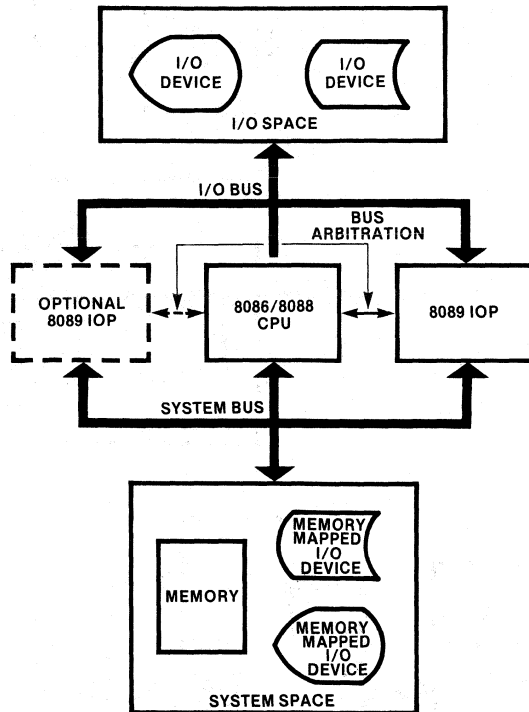 I/O
DEVICE
I/O
DEVICE
I/O SPACE
I/O BUS
BUS
ARBITRATION
OPTIONAL
8089 IOP
8086/8088
CPU
8089 IOP
SYSTEM BUS
MEMORY
MEMORY
MAPPED
I/O
DEVICE
MEMORY
MAPPED
I/O
DEVICE
SYSTEM SPACE